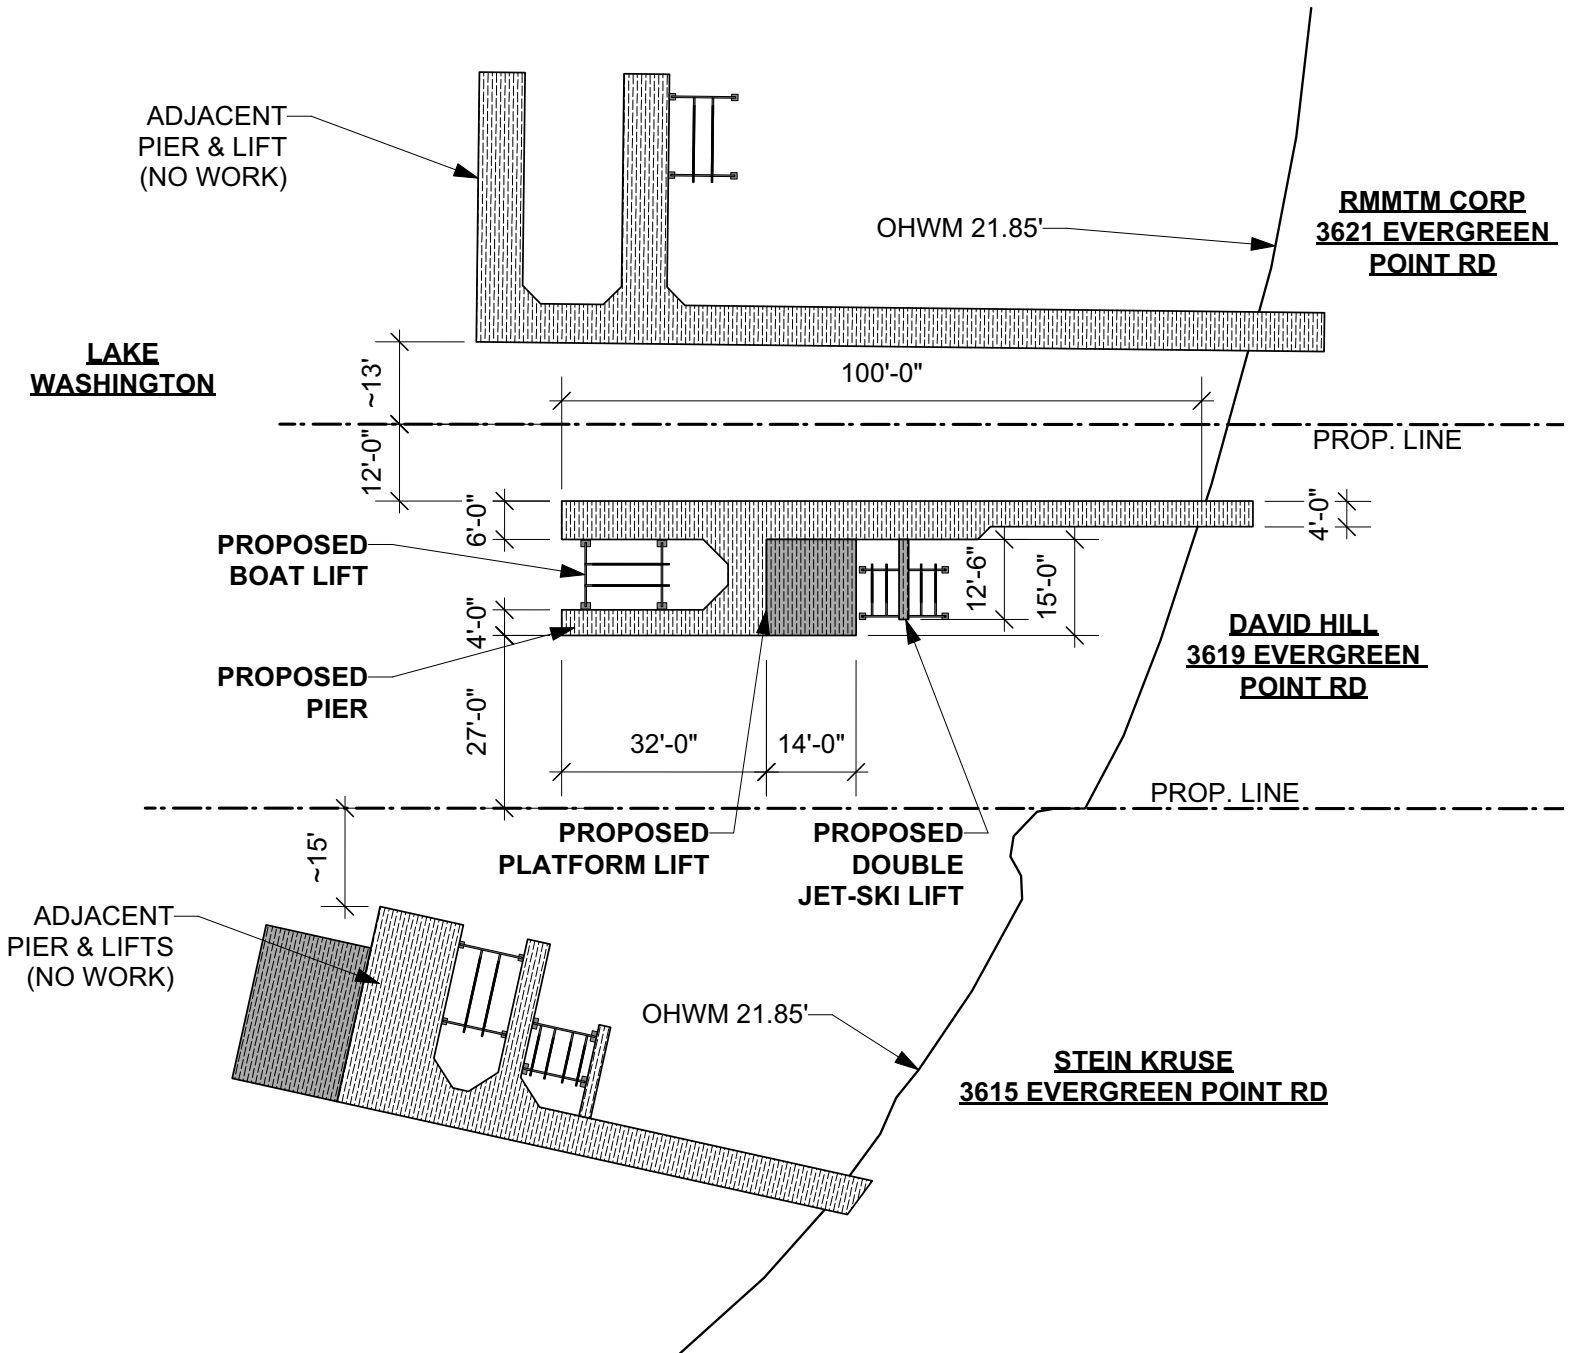 ADJACENT
PIER & LIFT
(NO WORK)
OHWM 21.85'
RMMTM CORP
3621 EVERGREEN
POINT RD
LAKE
WASHINGTON
~13'
100'-0"
PROP. LINE
12'-0"
6'-0"
4'-0"
PROPOSED
BOAT LIFT
12'-6"
15'-0"
4'-0"
DAVID HILL
3619 EVERGREEN
POINT RD
PROPOSED
PIER
27'-0"
32'-0"
14'-0"
PROP. LINE
PROPOSED
PLATFORM LIFT
PROPOSED
DOUBLE
JET-SKI LIFT
~15'
ADJACENT
PIER & LIFTS
(NO WORK)
OHWM 21.85'
STEIN KRUSE
3615 EVERGREEN POINT RD